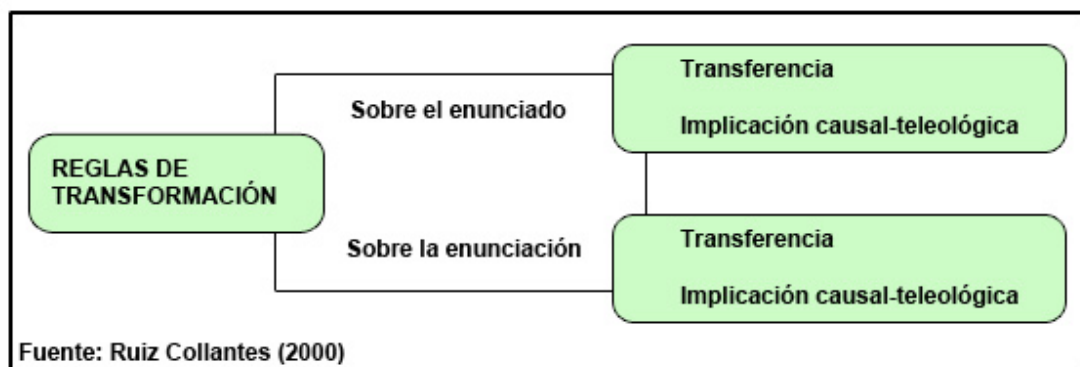 REGLAS DE
TRANSFORMACIÓN
Sobre el enunciado
Transferencia
Implicación causal-teleológica
Sobre la enunciación
Transferencia
Implicación causal-teleológica
Fuente: Ruiz Collantes (2000)